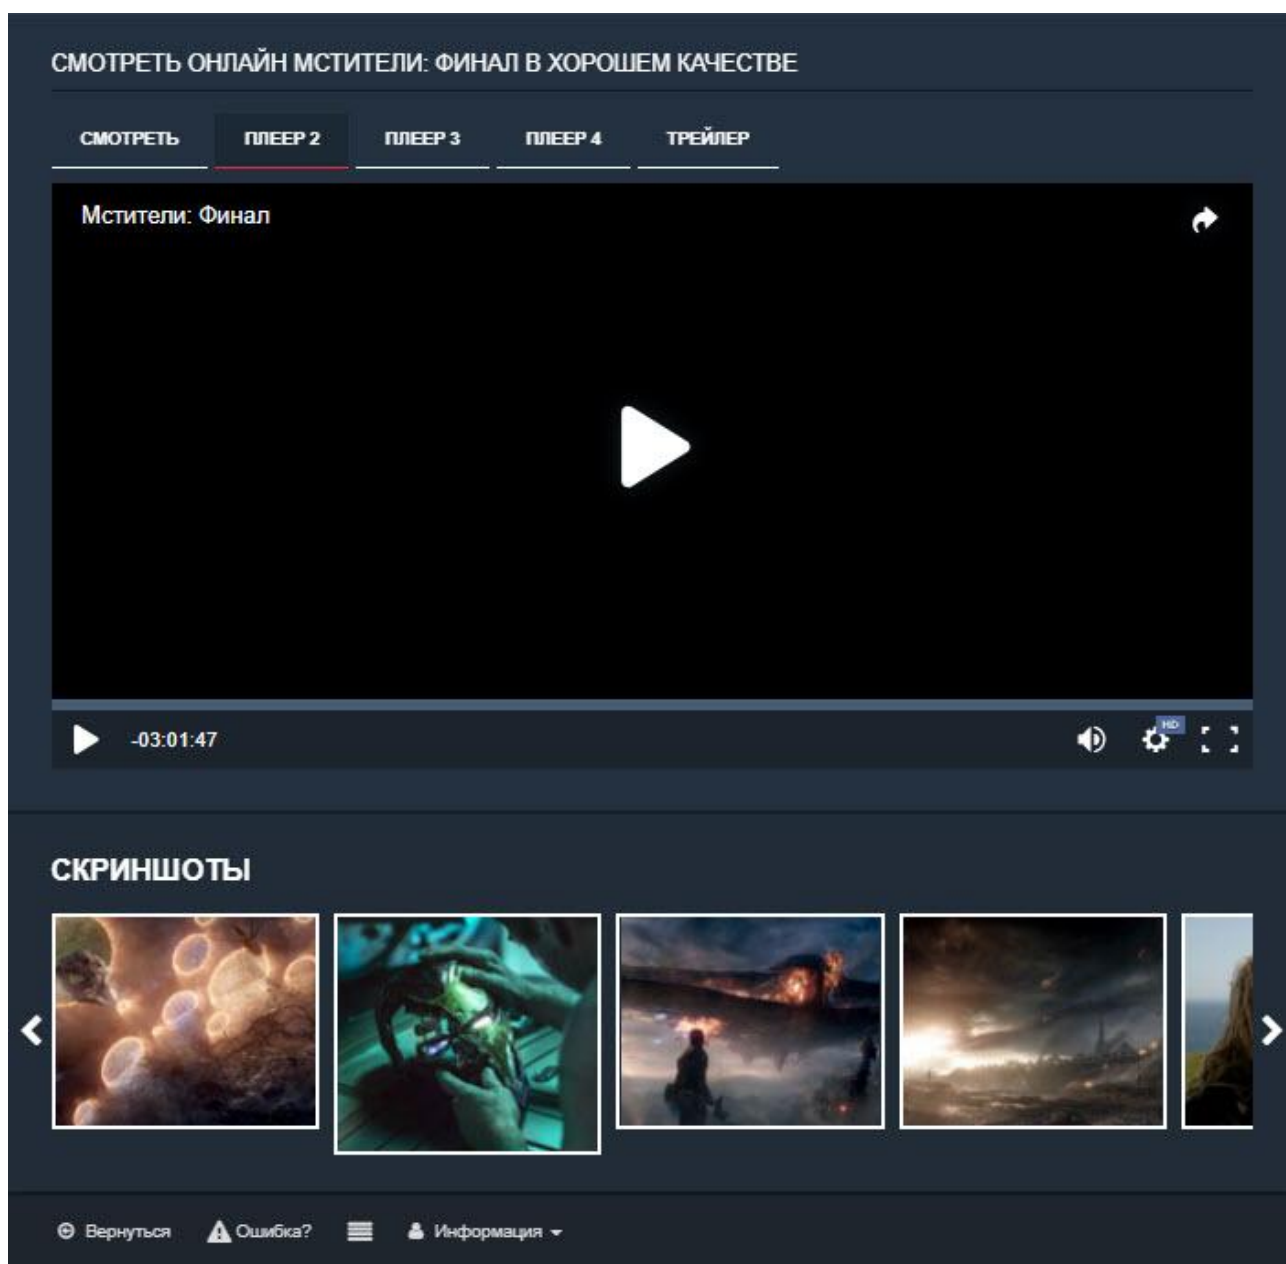 СМОТРЕТЬ ОНЛАЙН МСТИТЕЛИ: ФИНАЛ В ХОРОШЕМ КАЧЕСТВЕ
СМОТРЕТЬ ПЛЕЕР 2 ПЛЕЕР 3 ПЛЕЕР 4 ТРЕЙЛЕР
Мстители: Финал
-03:01:47 HD
СКРИНШОТЫ
Вернуться Ошибка? Информация